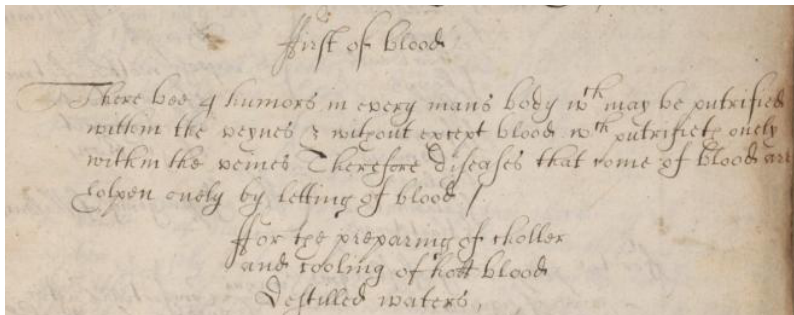 ffirst of blood
There bee 4 humors in every mans body wth may be putrified
within the veynes & without except blood wth putrifieth onely
within the veines Therefore diseases that come of blood are
holpen onely by letting of blood /
ffor the preparing of choller
and cooling of hott blood
Destilled waters,